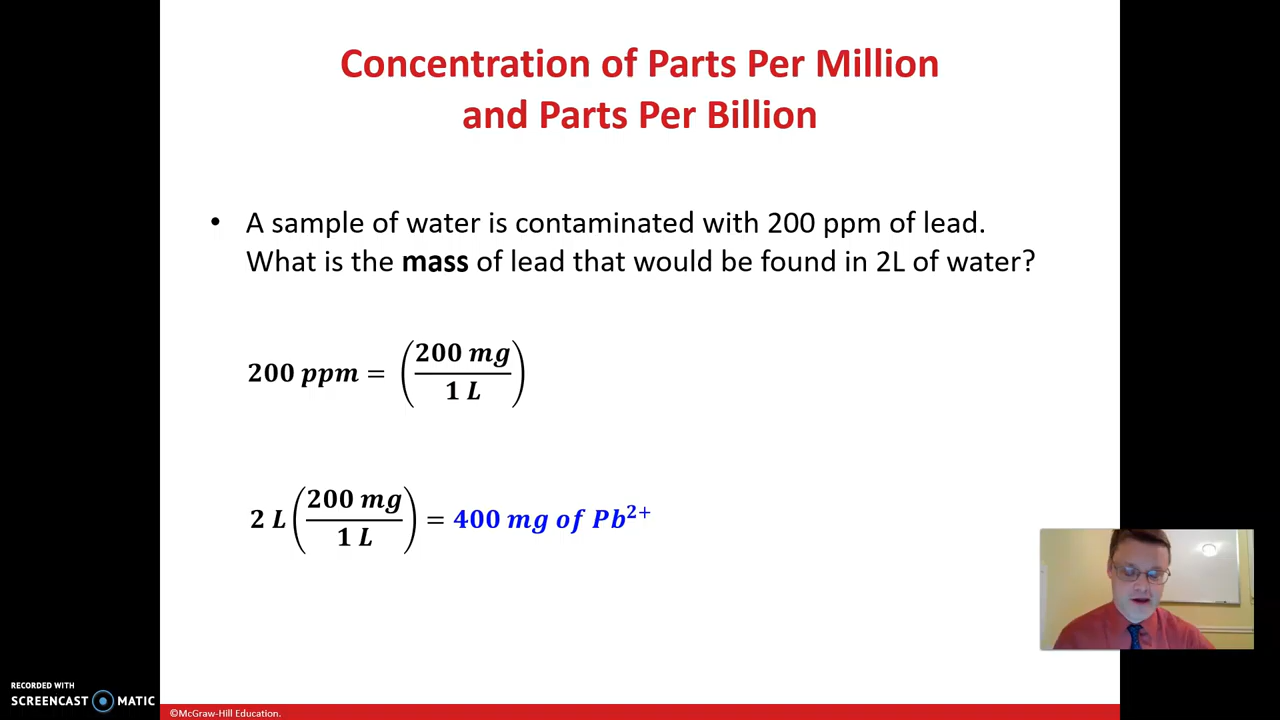 Concentration of Parts Per Million
and Parts Per Billion
• A sample of water is contaminated with 200 ppm of lead.
What is the mass of lead that would be found in 2L of water?
200 ppm = (200 mg / 1 L)
2 L (200 mg / 1 L) = 400 mg of Pb²⁺
RECORDED WITH
SCREENCAST MATIC
©McGraw-Hill Education.